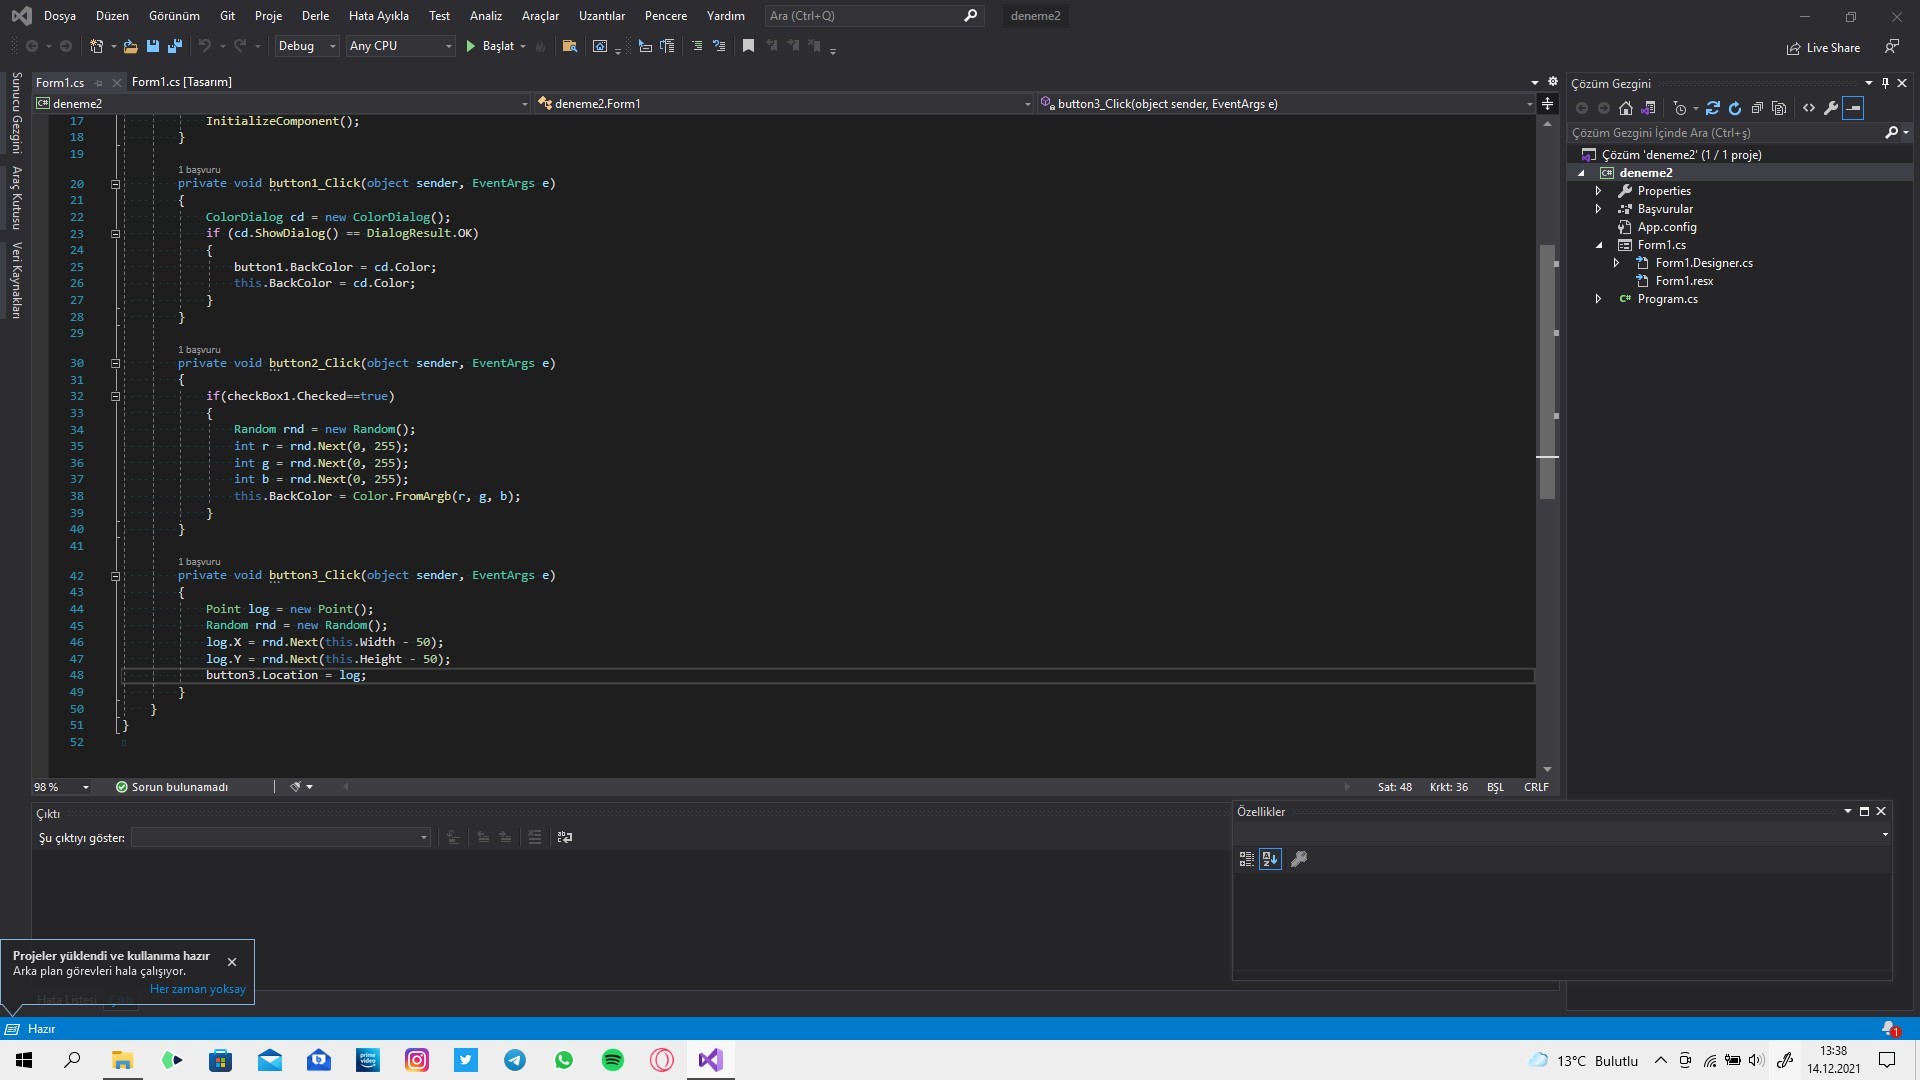 Dosya Düzen Görünüm Git Proje Derle Hata Ayıkla Test Analiz Araçlar Uzantılar Pencere Yardım Ara (Ctrl+Q) deneme2
Debug Any CPU Başlat Live Share
Form1.cs Form1.cs [Tasarım]
deneme2 deneme2.Form1 button3_Click(object sender, EventArgs e)
Sunucu Gezgini
Araç Kutusu
Veri Kaynakları
17 InitializeComponent();
18 }
19
1 başvuru
20 private void button1_Click(object sender, EventArgs e)
21 {
22 ColorDialog cd = new ColorDialog();
23 if (cd.ShowDialog() == DialogResult.OK)
24 {
25 button1.BackColor = cd.Color;
26 this.BackColor = cd.Color;
27 }
28 }
29
1 başvuru
30 private void button2_Click(object sender, EventArgs e)
31 {
32 if(checkBox1.Checked==true)
33 {
34 Random rnd = new Random();
35 int r = rnd.Next(0, 255);
36 int g = rnd.Next(0, 255);
37 int b = rnd.Next(0, 255);
38 this.BackColor = Color.FromArgb(r, g, b);
39 }
40 }
41
1 başvuru
42 private void button3_Click(object sender, EventArgs e)
43 {
44 Point log = new Point();
45 Random rnd = new Random();
46 log.X = rnd.Next(this.Width - 50);
47 log.Y = rnd.Next(this.Height - 50);
48 button3.Location = log;
49 }
50 }
51 }
52
98 % Sorun bulunamadı Sat: 48 Krkt: 36 BŞL CRLF
Çıktı
Şu çıktıyı göster:
Çözüm Gezgini
Çözüm Gezgini İçinde Ara (Ctrl+ş)
Çözüm 'deneme2' (1 / 1 proje)
C# deneme2
Properties
Başvurular
App.config
Form1.cs
Form1.Designer.cs
Form1.resx
C# Program.cs
Özellikler
Projeler yüklendi ve kullanıma hazır
Arka plan görevleri hala çalışıyor.
Her zaman yoksay
Hata Listesi Çıktı
Hazır 1
prime video
13°C Bulutlu
13:38
14.12.2021